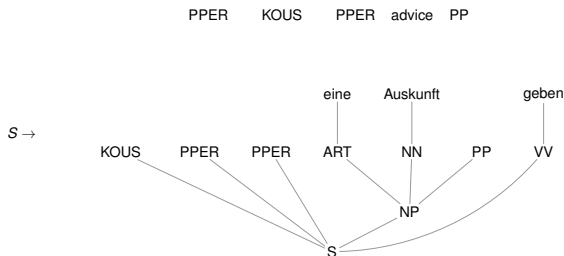 PPER KOUS PPER advice PP
eine Auskunft geben
S →
KOUS PPER PPER ART NN PP VV
NP
S